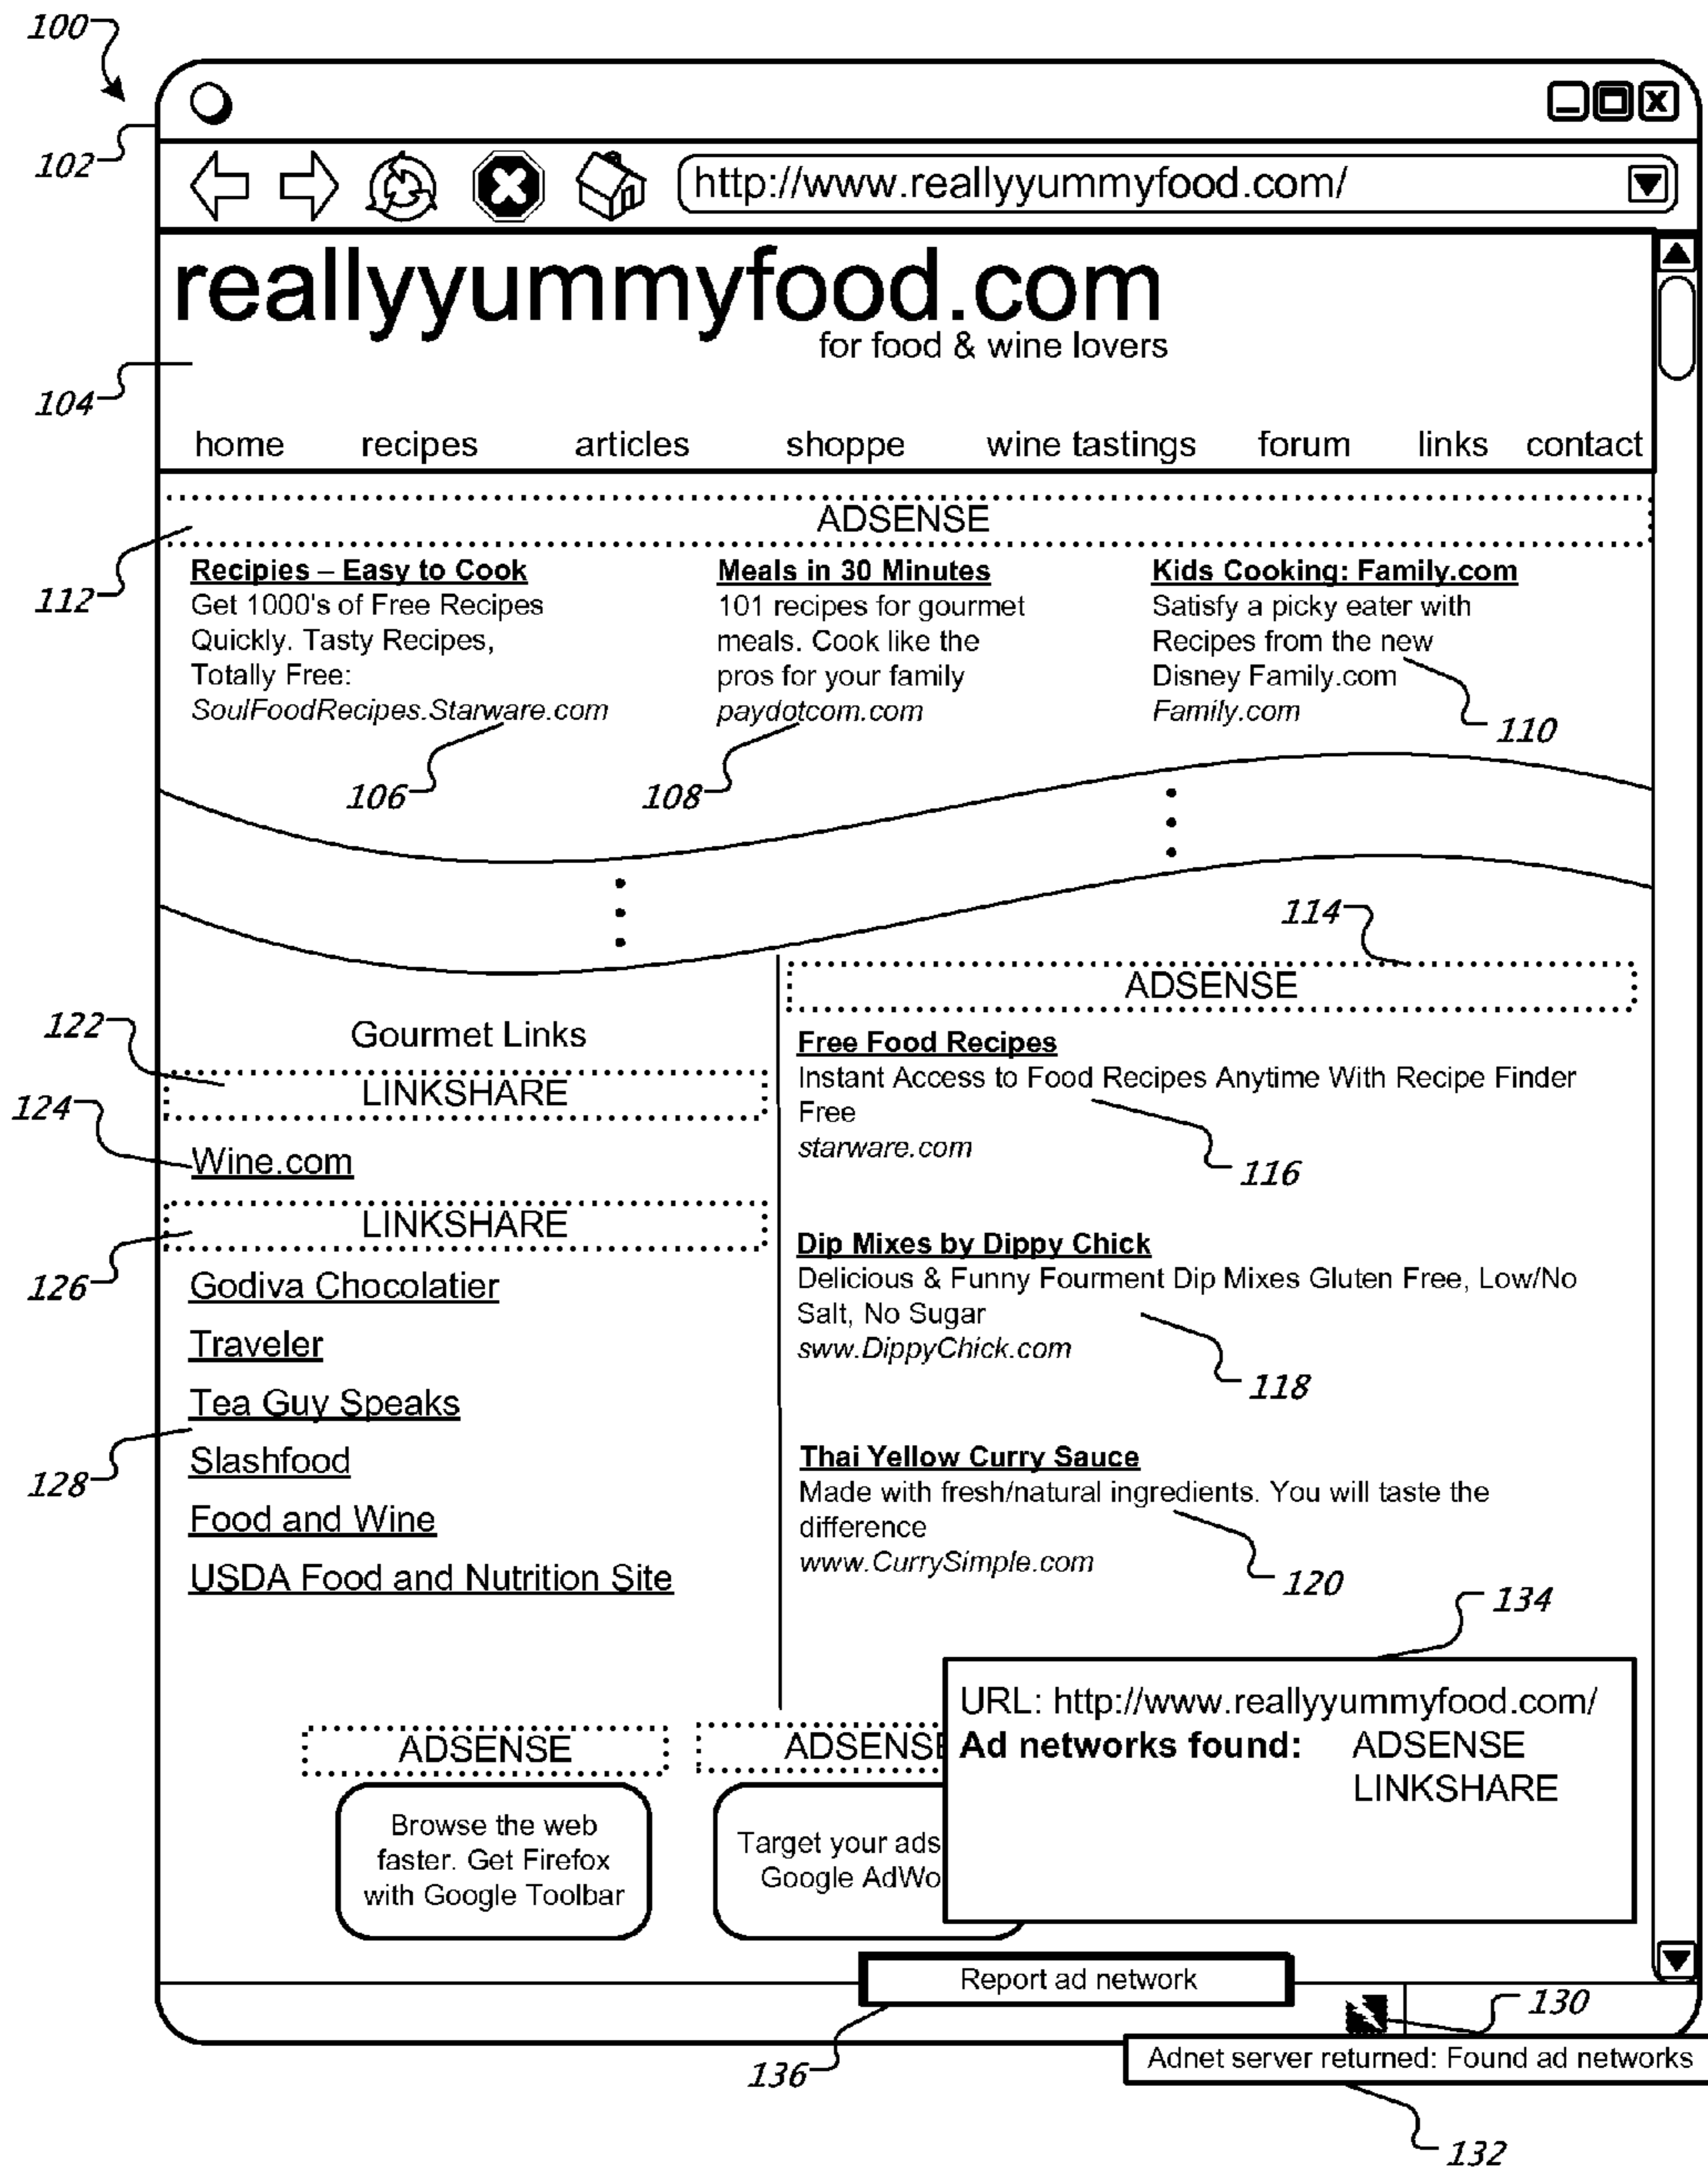 100
102
http://www.reallyyummyfood.com/
reallyyummyfood.com
for food & wine lovers
104
home recipes articles shoppe wine tastings forum links contact
ADSENSE
112
Recipies – Easy to Cook
Get 1000's of Free Recipes
Quickly. Tasty Recipes,
Totally Free:
SoulFoodRecipes.Starware.com
106
Meals in 30 Minutes
101 recipes for gourmet
meals. Cook like the
pros for your family
paydotcom.com
108
Kids Cooking: Family.com
Satisfy a picky eater with
Recipes from the new
Disney Family.com
Family.com
110
Gourmet Links
122
LINKSHARE
124
Wine.com
LINKSHARE
126
Godiva Chocolatier
Traveler
Tea Guy Speaks
128
Slashfood
Food and Wine
USDA Food and Nutrition Site
114
ADSENSE
Free Food Recipes
Instant Access to Food Recipes Anytime With Recipe Finder
Free
starware.com
116
Dip Mixes by Dippy Chick
Delicious & Funny Fourment Dip Mixes Gluten Free, Low/No
Salt, No Sugar
sww.DippyChick.com
118
Thai Yellow Curry Sauce
Made with fresh/natural ingredients. You will taste the
difference
www.CurrySimple.com
120
134
ADSENSE
Browse the web
faster. Get Firefox
with Google Toolbar
ADSENSE
Target your ads
Google AdWo
URL: http://www.reallyyummyfood.com/
Ad networks found: ADSENSE
LINKSHARE
Report ad network
136
130
Adnet server returned: Found ad networks
132